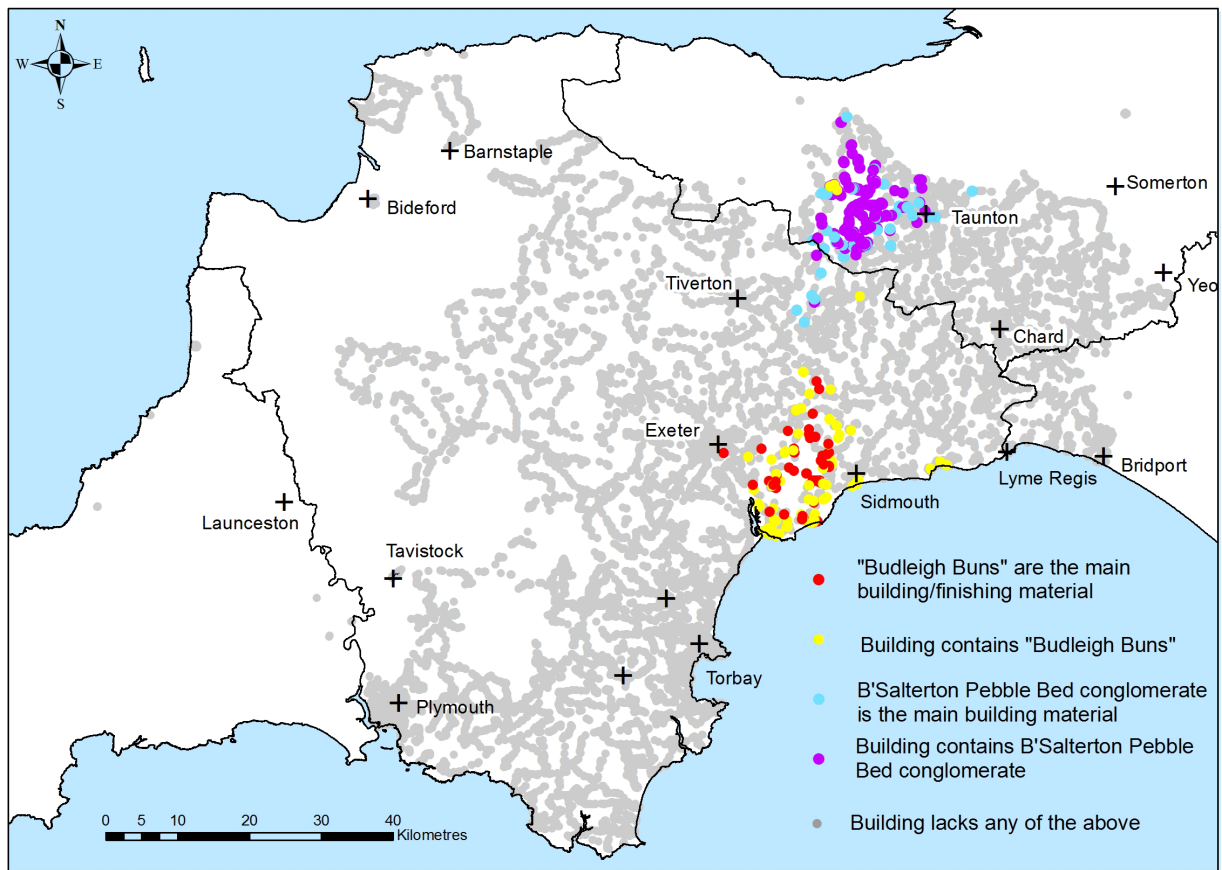 N
W E
S
Barnstaple
Somerton
Bideford
Taunton
Tiverton
Yeo
Chard
Exeter
Bridport
Lyme Regis
Sidmouth
Launceston
Tavistock
Torbay
Plymouth
"Budleigh Buns" are the main
building/finishing material
Building contains "Budleigh Buns"
B'Salterton Pebble Bed conglomerate
is the main building material
Building contains B'Salterton Pebble
Bed conglomerate
Building lacks any of the above
0 5 10 20 30 40
Kilometres